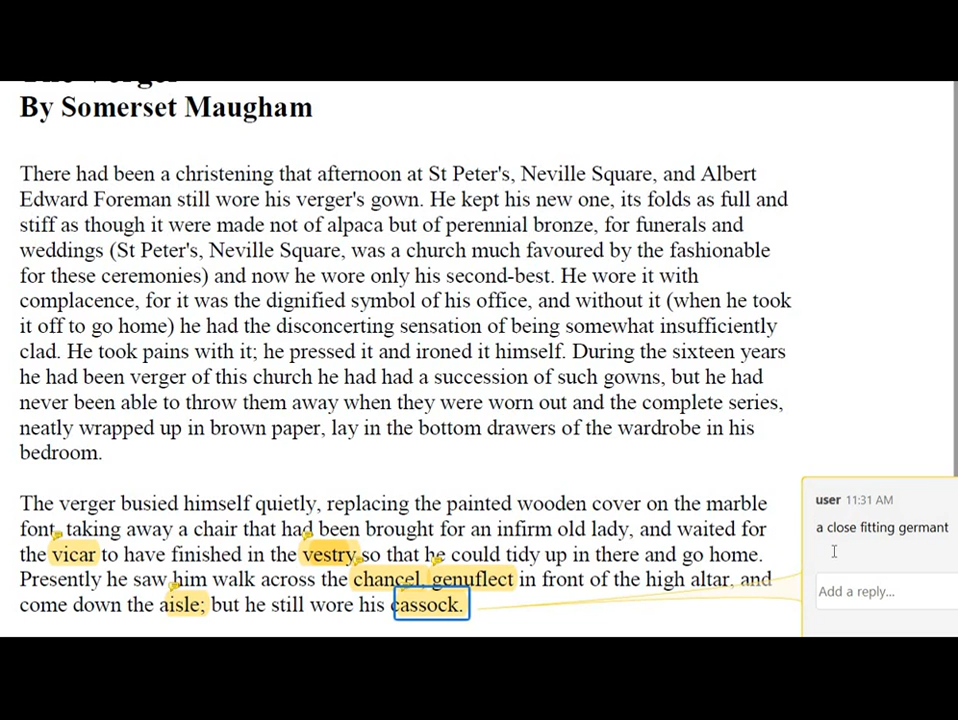 The Verger
By Somerset Maugham
There had been a christening that afternoon at St Peter's, Neville Square, and Albert
Edward Foreman still wore his verger's gown. He kept his new one, its folds as full and
stiff as though it were made not of alpaca but of perennial bronze, for funerals and
weddings (St Peter's, Neville Square, was a church much favoured by the fashionable
for these ceremonies) and now he wore only his second-best. He wore it with
complacence, for it was the dignified symbol of his office, and without it (when he took
it off to go home) he had the disconcerting sensation of being somewhat insufficiently
clad. He took pains with it; he pressed it and ironed it himself. During the sixteen years
he had been verger of this church he had had a succession of such gowns, but he had
never been able to throw them away when they were worn out and the complete series,
neatly wrapped up in brown paper, lay in the bottom drawers of the wardrobe in his
bedroom.
The verger busied himself quietly, replacing the painted wooden cover on the marble
font, taking away a chair that had been brought for an infirm old lady, and waited for
the vicar to have finished in the vestry so that he could tidy up in there and go home.
Presently he saw him walk across the chancel, genuflect in front of the high altar, and
come down the aisle; but he still wore his cassock.
user 11:31 AM
a close fitting germant
Add a reply...